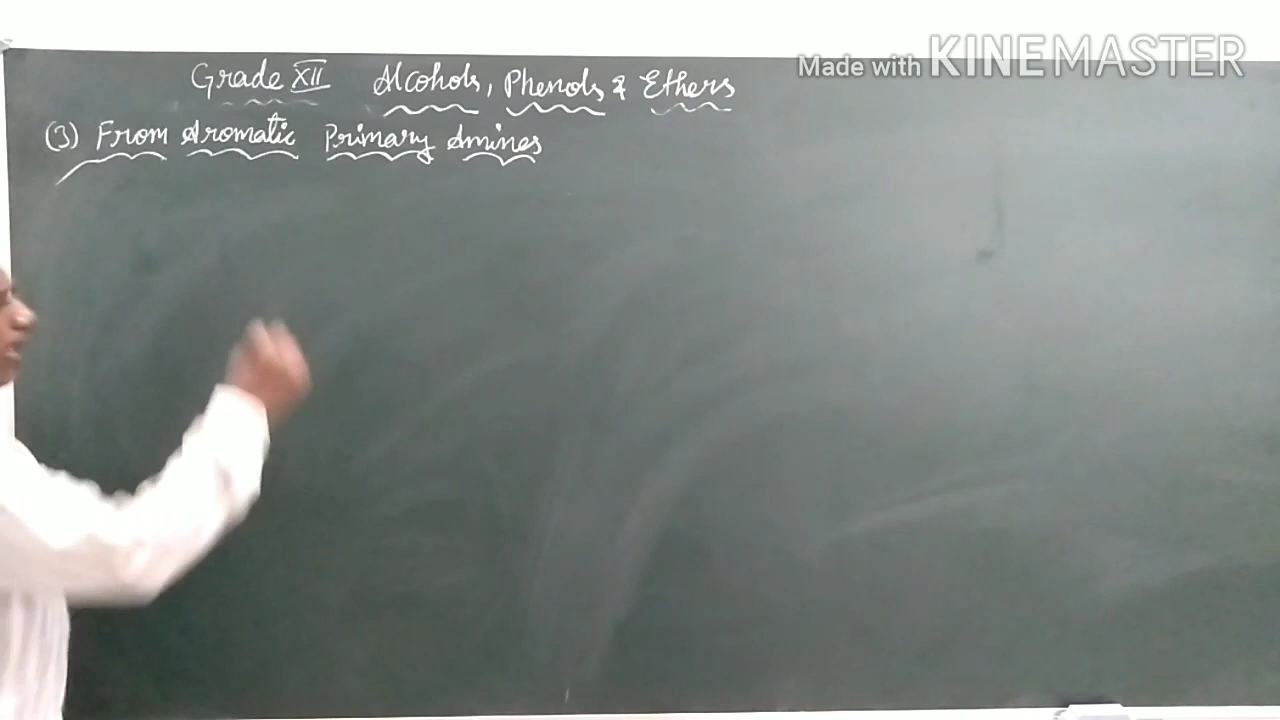 Made with KINEMASTER
Grade XII Alcohols, Phenols & Ethers
(3) From Aromatic Primary Amines